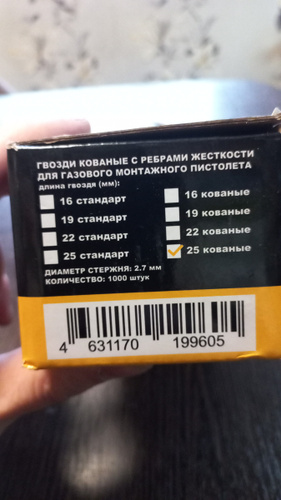 ГВОЗДИ КОВАНЫЕ С РЕБРАМИ ЖЕСТКОСТИ
ДЛЯ ГАЗОВОГО МОНТАЖНОГО ПИСТОЛЕТА
длина гвоздя (мм):
16 стандарт
16 кованые
19 стандарт
19 кованые
22 стандарт
22 кованые
25 стандарт
25 кованые
ДИАМЕТР СТЕРЖНЯ: 2.7 мм
КОЛИЧЕСТВО: 1000 штук
4 631170 199605